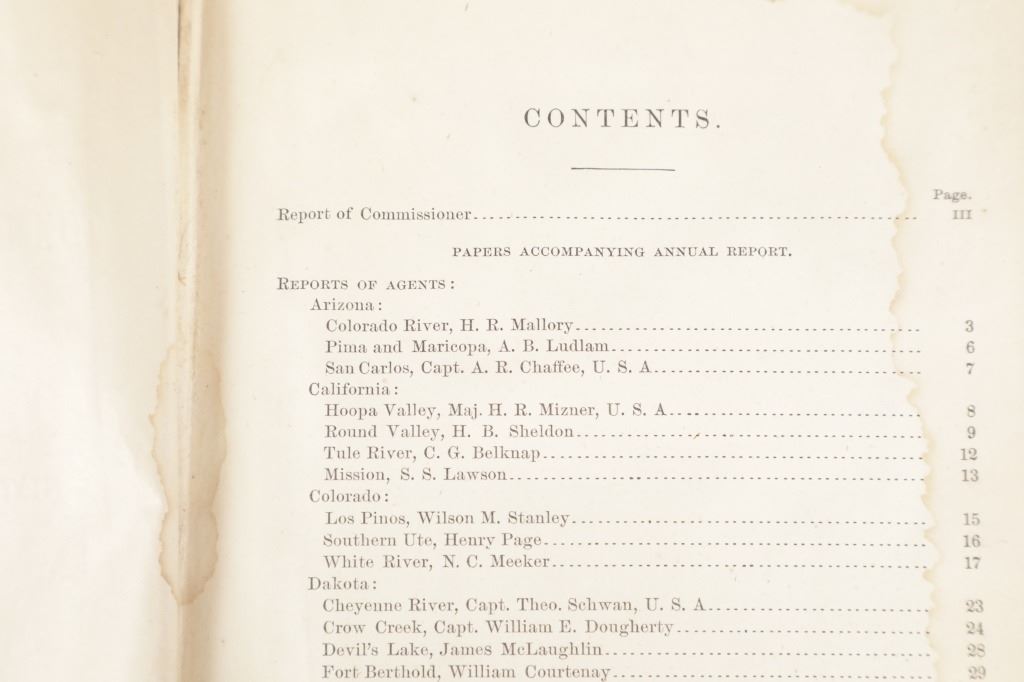 CONTENTS.
Page.
Report of Commissioner........................................................ III
PAPERS ACCOMPANYING ANNUAL REPORT.
REPORTS OF AGENTS:
Arizona:
Colorado River, H. R. Mallory.................................................. 3
Pima and Maricopa, A. B. Ludlam............................................. 6
San Carlos, Capt. A. R. Chaffee, U. S. A....................................... 7
California:
Hoopa Valley, Maj. H. R. Mizner, U. S. A..................................... 8
Round Valley, H. B. Sheldon.................................................. 9
Tule River, C. G. Belknap...................................................... 12
Mission, S. S. Lawson.......................................................... 13
Colorado:
Los Pinos, Wilson M. Stanley.................................................. 15
Southern Ute, Henry Page...................................................... 16
White River, N. C. Meeker..................................................... 17
Dakota:
Cheyenne River, Capt. Theo. Schwan, U. S. A................................ 23
Crow Creek, Capt. William E. Dougherty..................................... 24
Devil's Lake, James McLaughlin............................................... 28
Fort Berthold, William Courtenay.............................................. 29